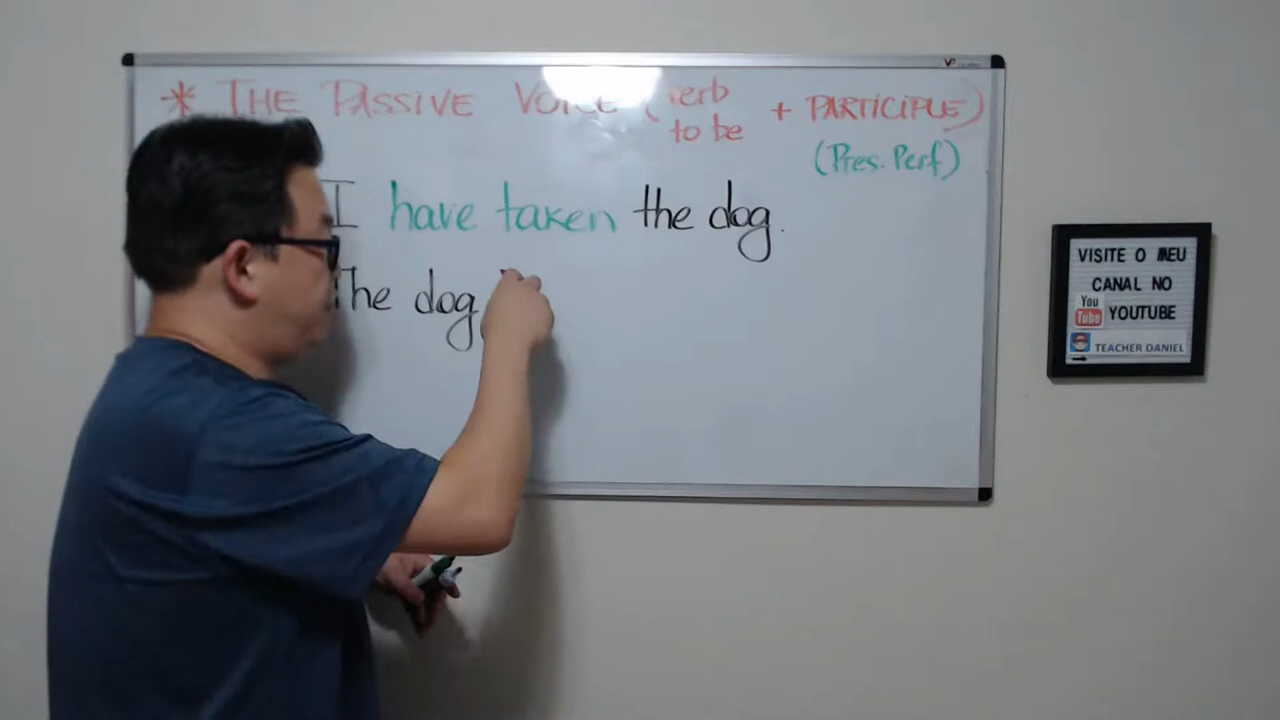 * THE PASSIVE VOICE (verb to be + PARTICIPLE)
(Pres. Perf)
I have taken the dog.
The dog
VISITE O MEU
CANAL NO
YouTube YOUTUBE
TEACHER DANIEL